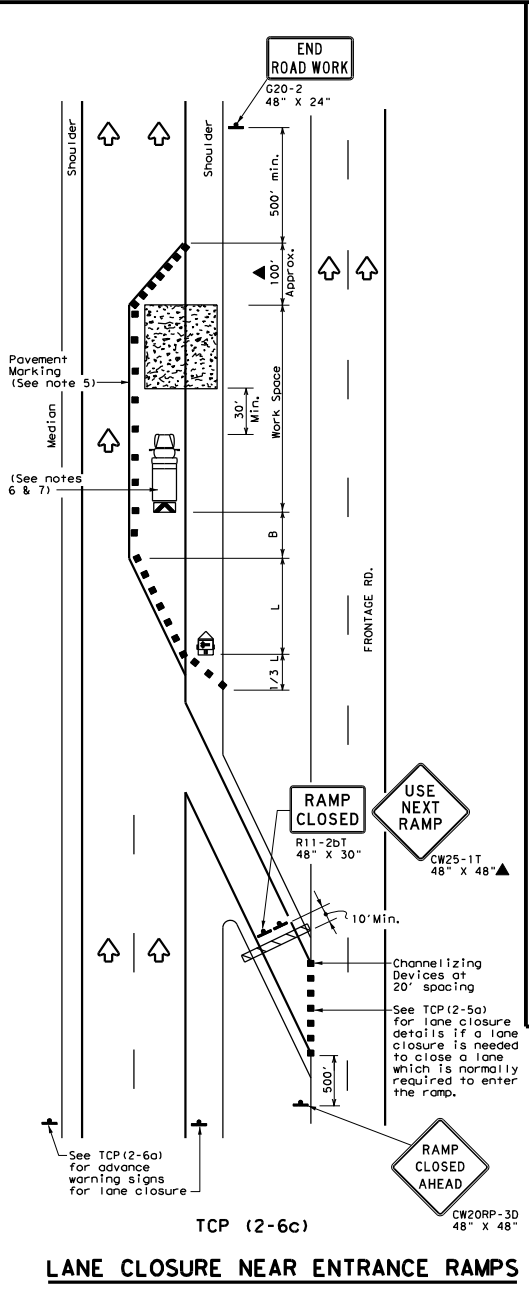 END
ROAD WORK
G20-2
48" X 24"
Shoulder
Shoulder
500' min.
100'
Approx.
Pavement
Marking
(See note 5)
Median
30'
Min.
Work Space
(See notes
6 & 7)
B
L
1/3 L
FRONTAGE RD.
RAMP
CLOSED
R11-2bT
48" X 30"
USE
NEXT
RAMP
CW25-1T
48" X 48"
10'Min.
Channelizing
Devices at
20' spacing
See TCP(2-5a)
for lane closure
details if a lane
closure is needed
to close a lane
which is normally
required to enter
the ramp.
500'
See TCP(2-6a)
for advance
warning signs
for lane closure
RAMP
CLOSED
AHEAD
CW20RP-3D
48" X 48"
TCP (2-6c)
LANE CLOSURE NEAR ENTRANCE RAMPS